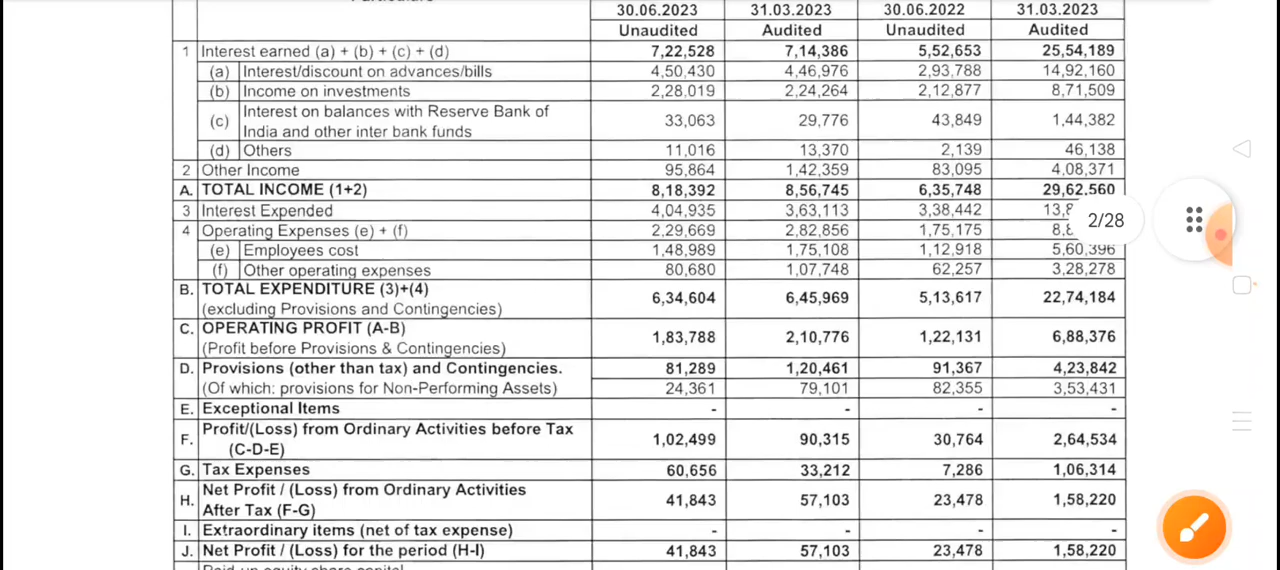 30.06.2023 31.03.2023 30.06.2022 31.03.2023
Unaudited Audited Unaudited Audited
1 Interest earned (a) + (b) + (c) + (d) 7,22,528 7,14,386 5,52,653 25,54,189
(a) Interest/discount on advances/bills 4,50,430 4,46,976 2,93,788 14,92,160
(b) Income on investments 2,28,019 2,24,264 2,12,877 8,71,509
(c) Interest on balances with Reserve Bank of
India and other inter bank funds 33,063 29,776 43,849 1,44,382
(d) Others 11,016 13,370 2,139 46,138
2 Other Income 95,864 1,42,359 83,095 4,08,371
A. TOTAL INCOME (1+2) 8,18,392 8,56,745 6,35,748 29,62,560
3 Interest Expended 4,04,935 3,63,113 3,38,442
2/28
4 Operating Expenses (e) + (f) 2,29,669 2,82,856 1,75,175
(e) Employees cost 1,48,989 1,75,108 1,12,918 5,60,396
(f) Other operating expenses 80,680 1,07,748 62,257 3,28,278
B. TOTAL EXPENDITURE (3)+(4)
(excluding Provisions and Contingencies) 6,34,604 6,45,969 5,13,617 22,74,184
C. OPERATING PROFIT (A-B)
(Profit before Provisions & Contingencies) 1,83,788 2,10,776 1,22,131 6,88,376
D. Provisions (other than tax) and Contingencies. 81,289 1,20,461 91,367 4,23,842
(Of which: provisions for Non-Performing Assets) 24,361 79,101 82,355 3,53,431
E. Exceptional Items - - - -
F. Profit/(Loss) from Ordinary Activities before Tax
(C-D-E) 1,02,499 90,315 30,764 2,64,534
G. Tax Expenses 60,656 33,212 7,286 1,06,314
H. Net Profit / (Loss) from Ordinary Activities
After Tax (F-G) 41,843 57,103 23,478 1,58,220
I. Extraordinary items (net of tax expense) - - - -
J. Net Profit / (Loss) for the period (H-I) 41,843 57,103 23,478 1,58,220